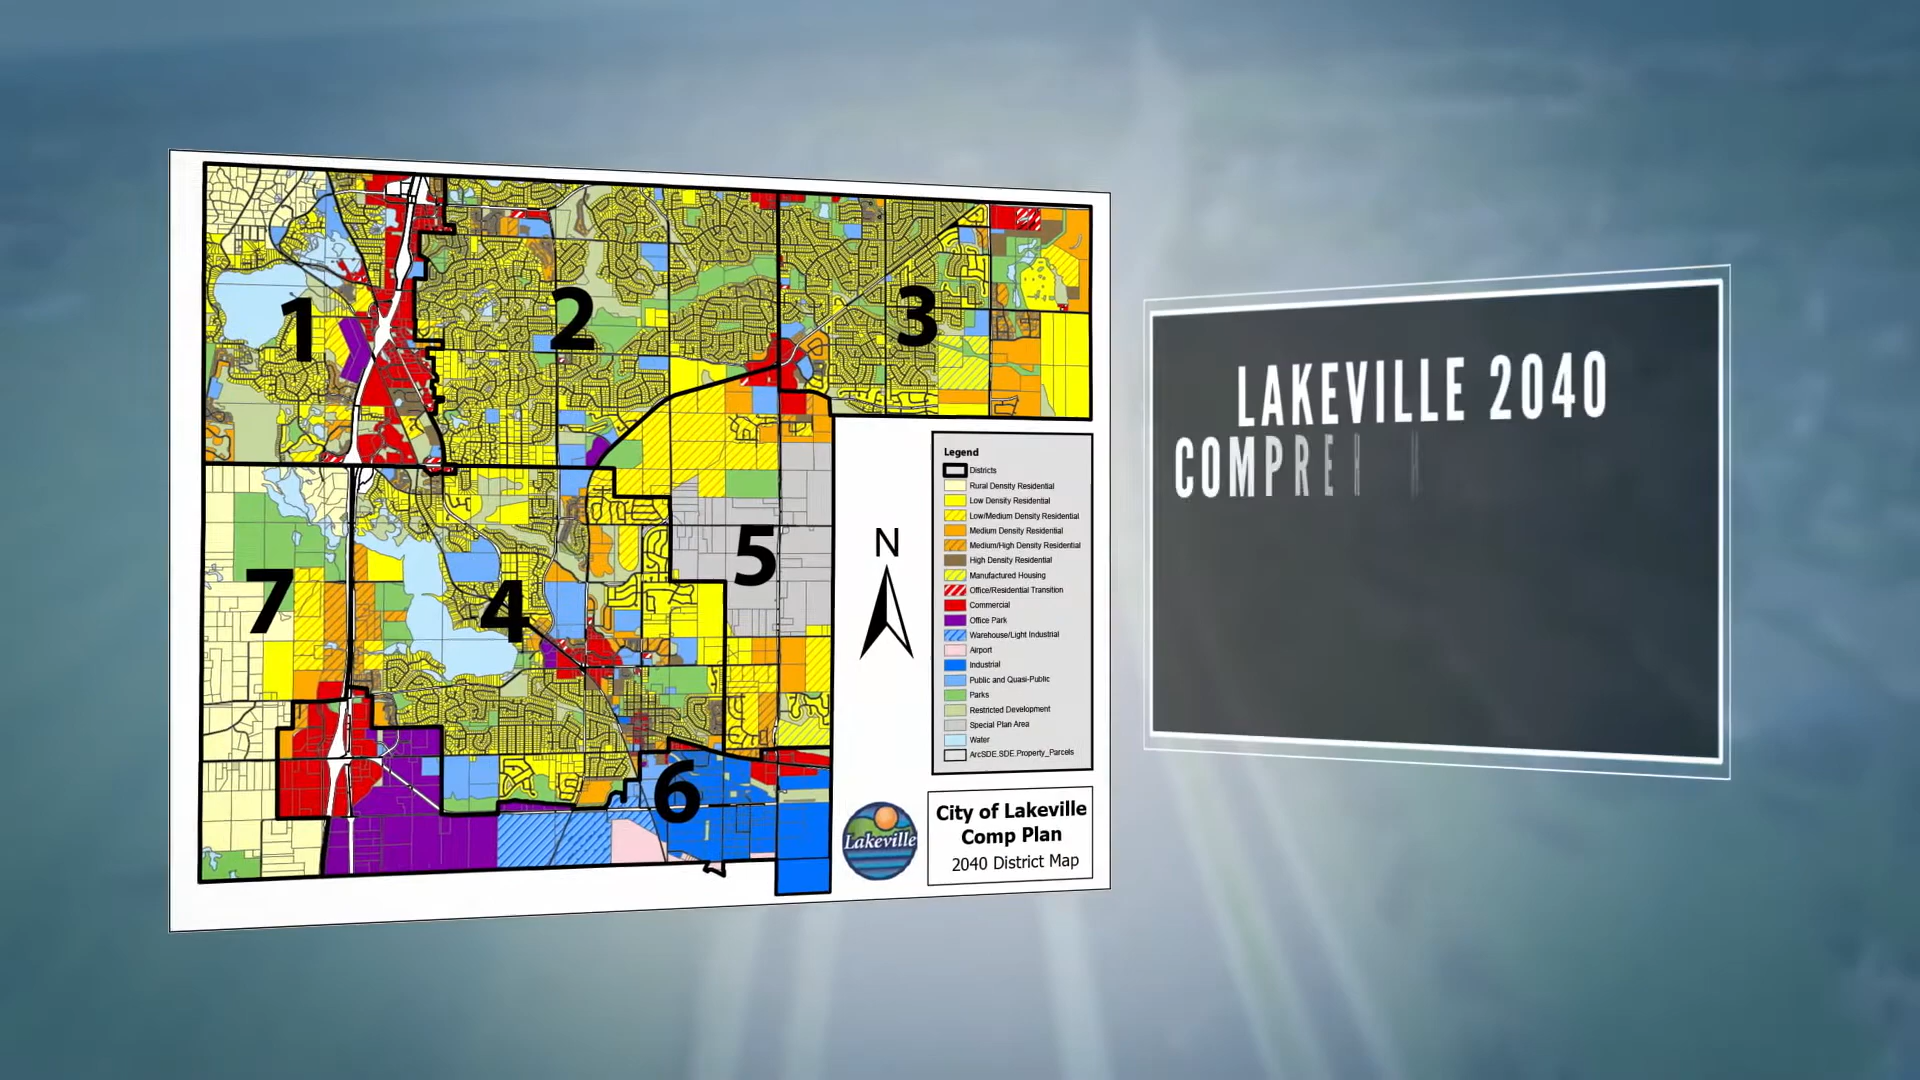 1
2
3
7
4
5
6
N
Legend
Districts
Rural Density Residential
Low Density Residential
Low/Medium Density Residential
Medium Density Residential
Medium/High Density Residential
High Density Residential
Manufactured Housing
Office/Residential Transition
Commercial
Office Park
Warehouse/Light Industrial
Airport
Industrial
Public and Quasi-Public
Parks
Restricted Development
Special Plan Area
Water
ArcSDE.SDE.Property_Parcels
Lakeville
City of Lakeville
Comp Plan
2040 District Map
LAKEVILLE 2040
COMPREH